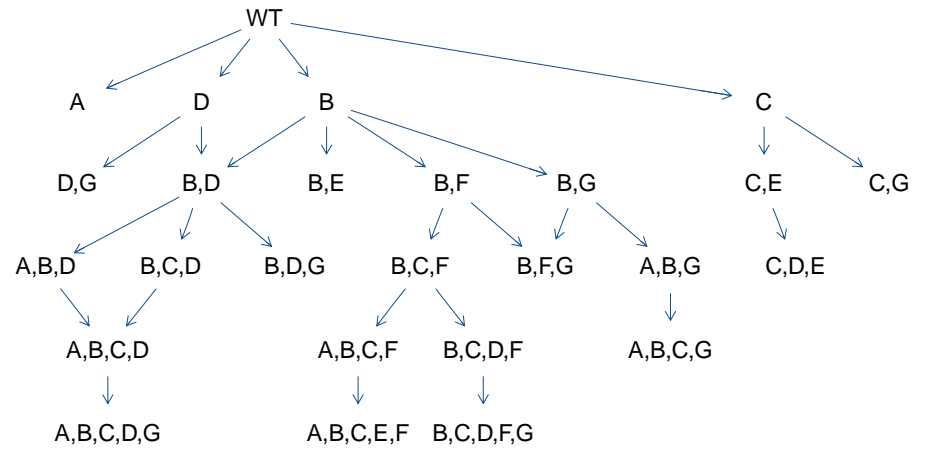 WT
A D B C
D,G B,D B,E B,F B,G C,E C,G
A,B,D B,C,D B,D,G B,C,F B,F,G A,B,G C,D,E
A,B,C,D A,B,C,F B,C,D,F A,B,C,G
A,B,C,D,G A,B,C,E,F B,C,D,F,G